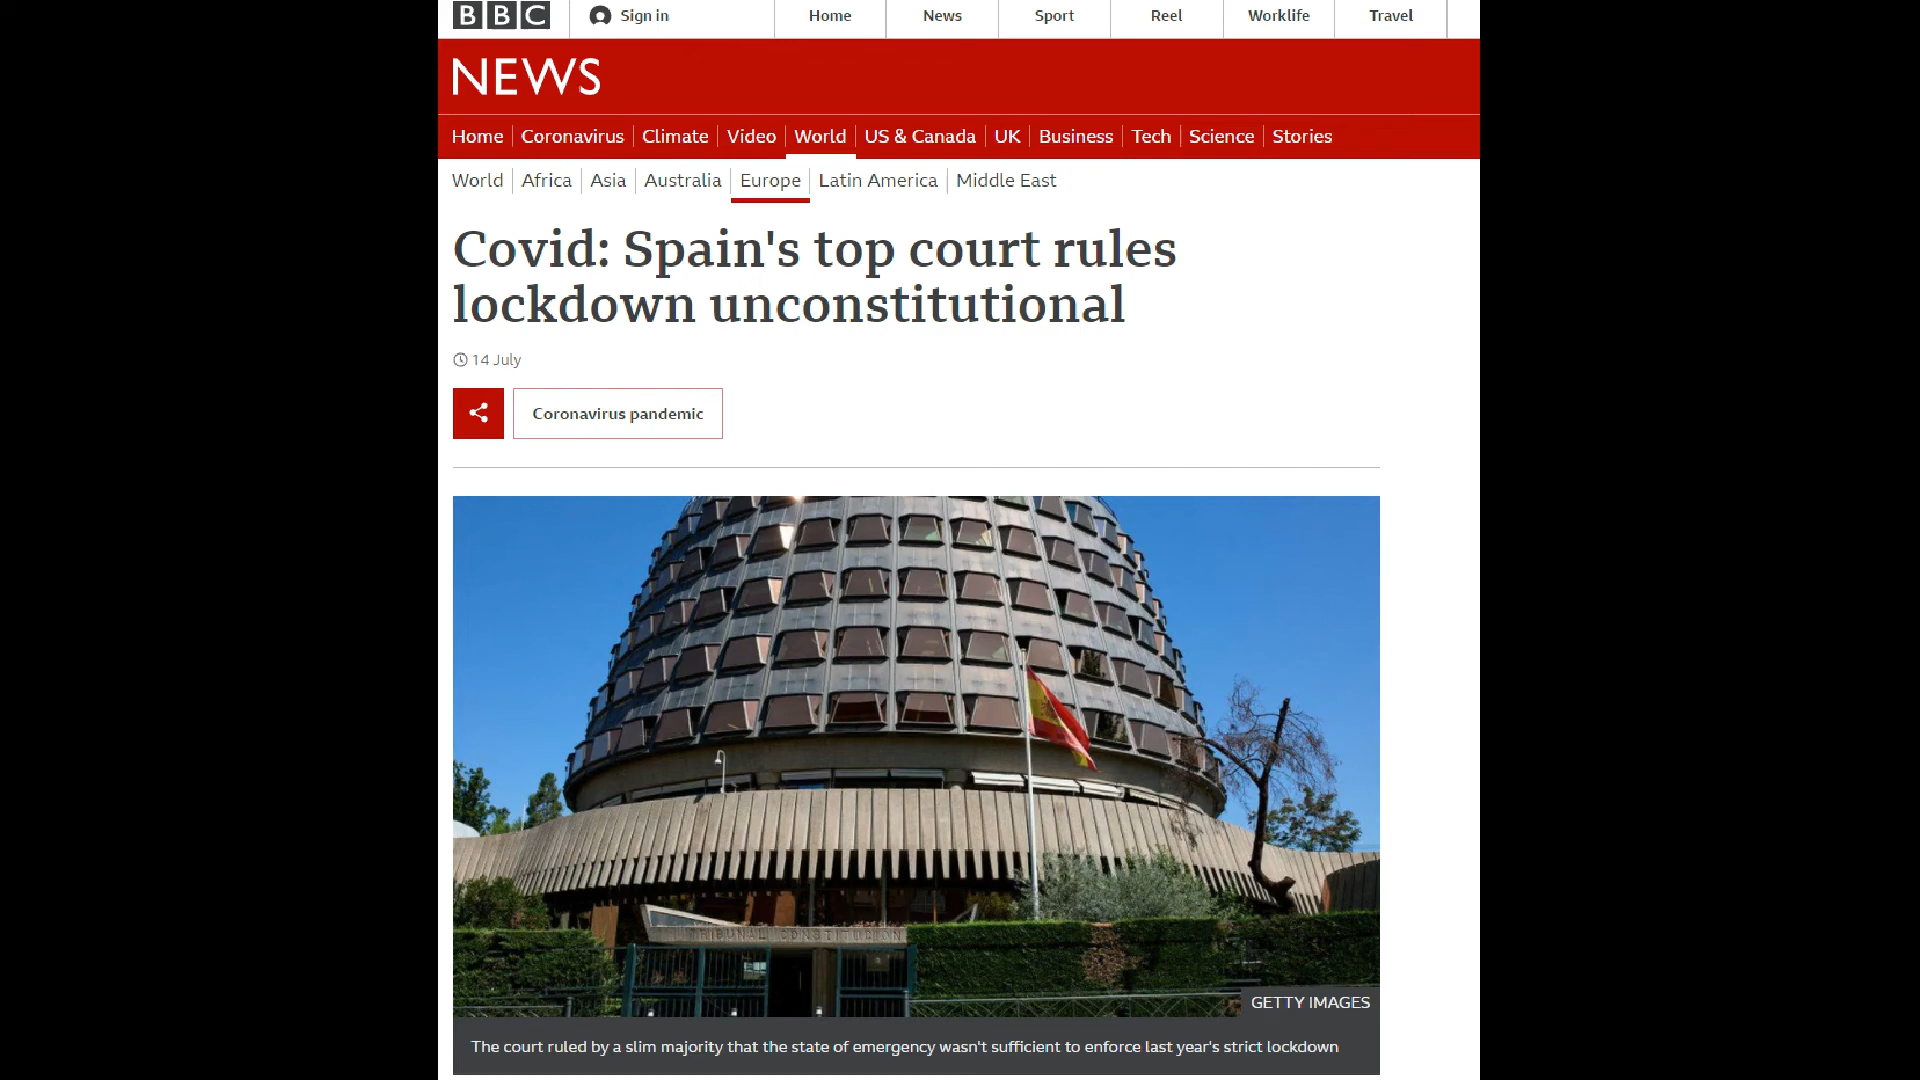 BBC Sign in Home News Sport Reel Worklife Travel
NEWS
Home Coronavirus Climate Video World US & Canada UK Business Tech Science Stories
World Africa Asia Australia Europe Latin America Middle East
Covid: Spain's top court rules
lockdown unconstitutional
14 July
Coronavirus pandemic
TRIBUNAL CONSTITUCION
GETTY IMAGES
The court ruled by a slim majority that the state of emergency wasn't sufficient to enforce last year's strict lockdown